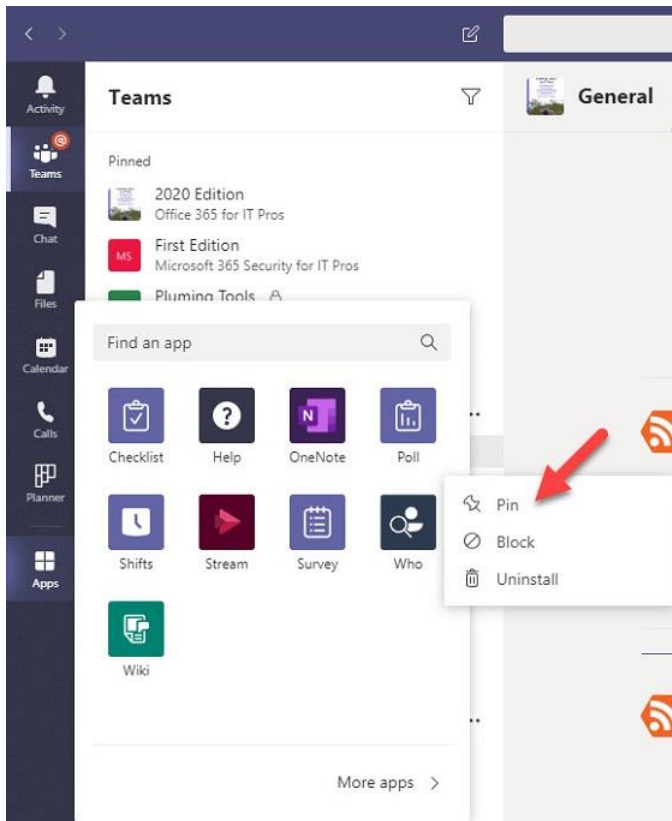 Activity
Teams
@
Teams
Chat
Files
Calendar
Calls
Planner
Apps
General
Pinned
2020 Edition
Office 365 for IT Pros
MS
First Edition
Microsoft 365 Security for IT Pros
Pluming Tools
Find an app
Checklist
Help
N
OneNote
Poll
Shifts
Stream
Survey
Who
Wiki
More apps
Pin
Block
Uninstall